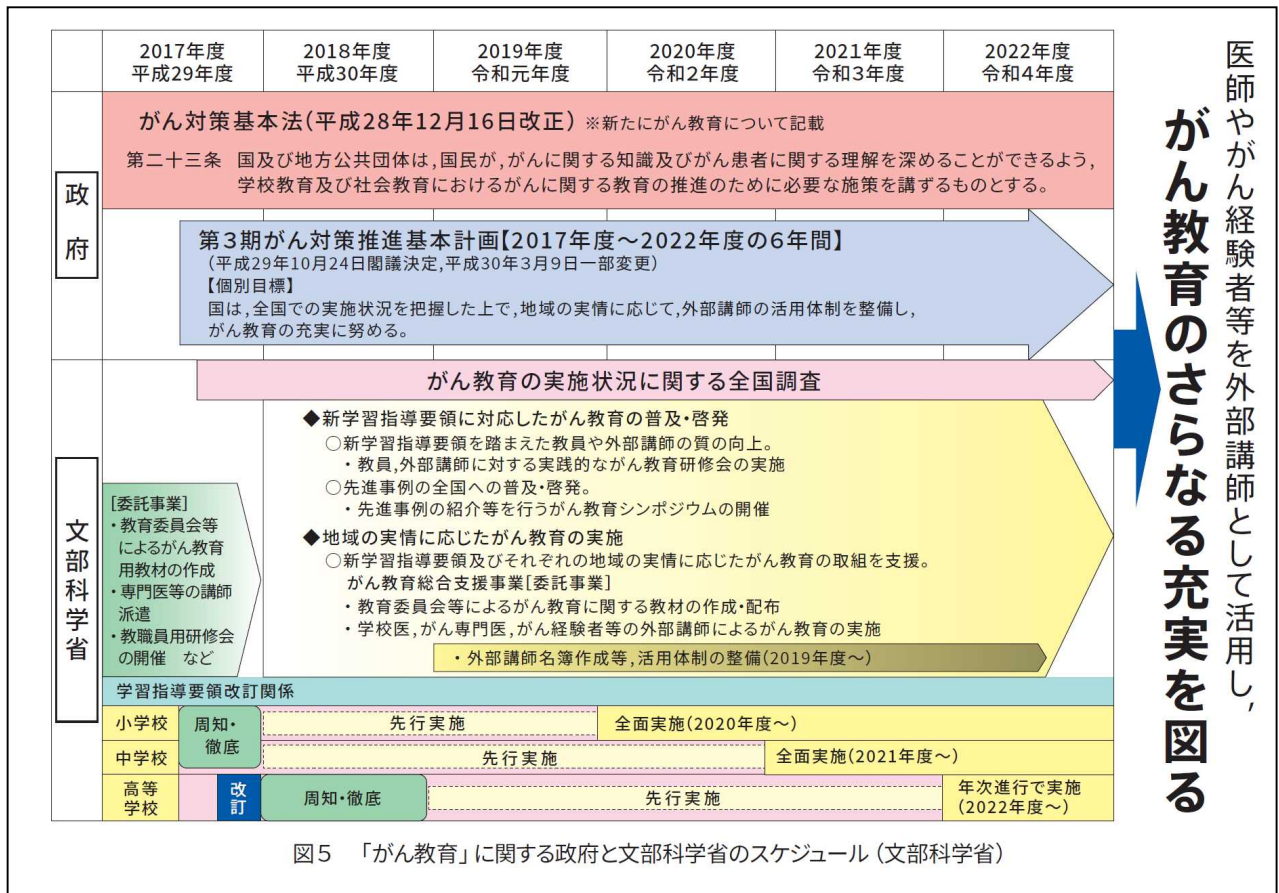 2017年度
平成29年度
2018年度
平成30年度
2019年度
令和元年度
2020年度
令和2年度
2021年度
令和3年度
2022年度
令和4年度
政府
がん対策基本法(平成28年12月16日改正) ※新たにがん教育について記載
第二十三条 国及び地方公共団体は,国民が,がんに関する知識及びがん患者に関する理解を深めることができるよう,
学校教育及び社会教育におけるがんに関する教育の推進のために必要な施策を講ずるものとする。
第3期がん対策推進基本計画【2017年度～2022年度の6年間】
(平成29年10月24日閣議決定,平成30年3月9日一部変更)
【個別目標】
国は,全国での実施状況を把握した上で,地域の実情に応じて,外部講師の活用体制を整備し,
がん教育の充実に努める。
文部科学省
がん教育の実施状況に関する全国調査
[委託事業]
・教育委員会等
によるがん教育
用教材の作成
・専門医等の講師
派遣
・教職員用研修会
の開催 など
◆新学習指導要領に対応したがん教育の普及・啓発
○新学習指導要領を踏まえた教員や外部講師の質の向上。
・教員,外部講師に対する実践的ながん教育研修会の実施
○先進事例の全国への普及・啓発。
・先進事例の紹介等を行うがん教育シンポジウムの開催
◆地域の実情に応じたがん教育の実施
○新学習指導要領及びそれぞれの地域の実情に応じたがん教育の取組を支援。
がん教育総合支援事業[委託事業]
・教育委員会等によるがん教育に関する教材の作成・配布
・学校医,がん専門医,がん経験者等の外部講師によるがん教育の実施
・外部講師名簿作成等,活用体制の整備(2019年度～)
学習指導要領改訂関係
小学校
周知・
徹底
先行実施
全面実施(2020年度～)
中学校
先行実施
全面実施(2021年度～)
高等
学校
改訂
周知・徹底
先行実施
年次進行で実施
(2022年度～)
医師やがん経験者等を外部講師として活用し,
がん教育のさらなる充実を図る
図5 「がん教育」に関する政府と文部科学省のスケジュール (文部科学省)